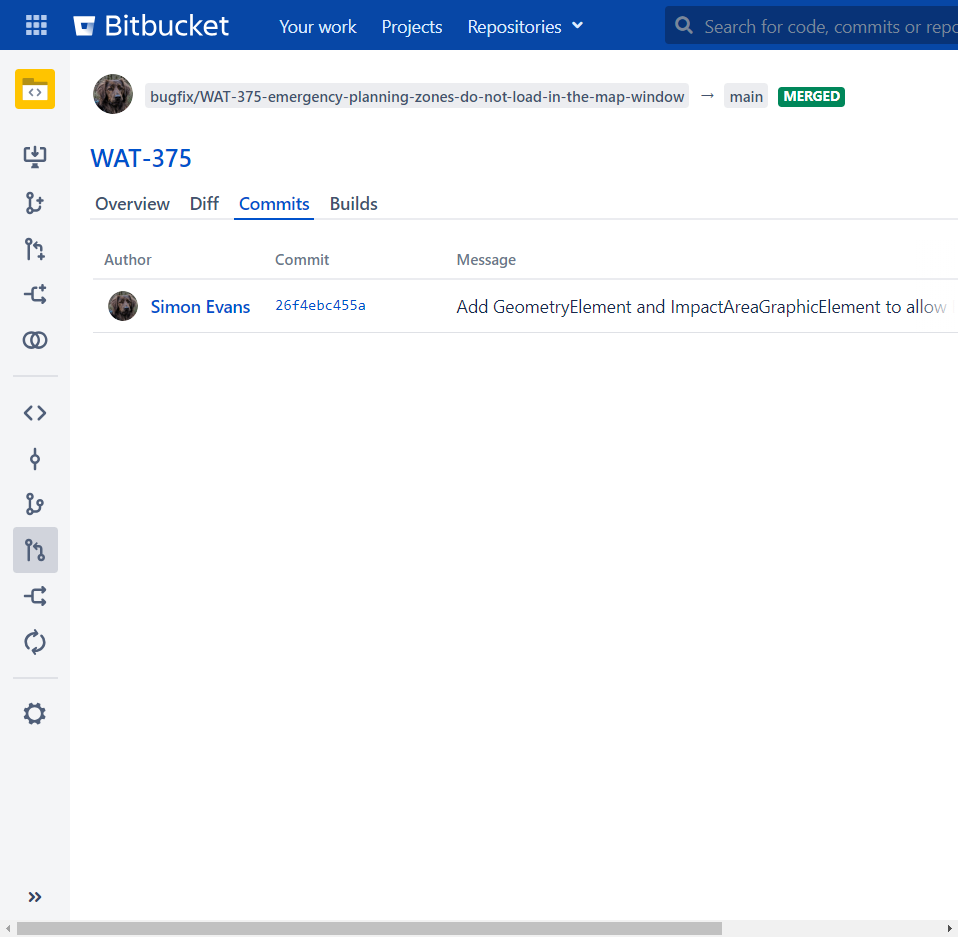 Bitbucket Your work Projects Repositories Search for code, commits or repo
bugfix/WAT-375-emergency-planning-zones-do-not-load-in-the-map-window → main MERGED
WAT-375
Overview Diff Commits Builds
Author Commit Message
Simon Evans 26f4ebc455a Add GeometryElement and ImpactAreaGraphicElement to allow